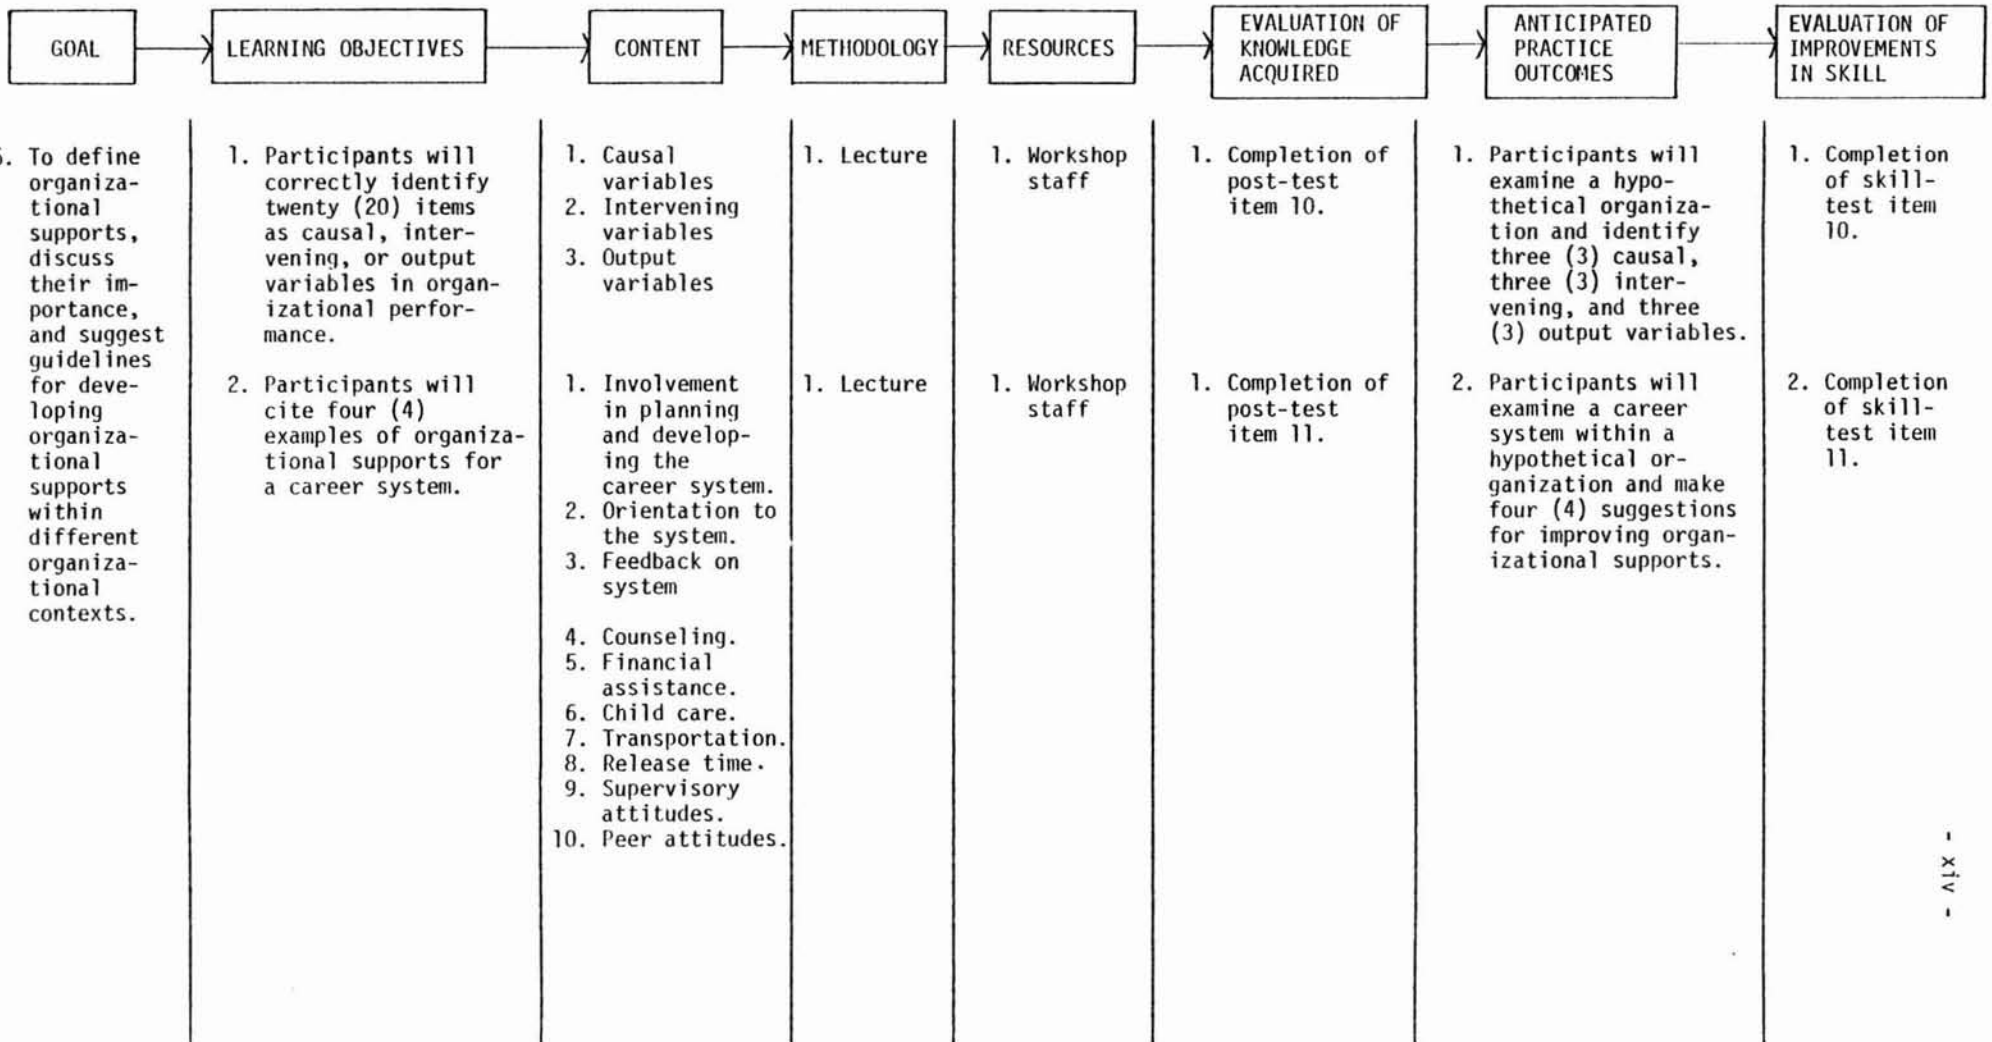 GOAL
LEARNING OBJECTIVES
CONTENT
METHODOLOGY
RESOURCES
EVALUATION OF
KNOWLEDGE
ACQUIRED
ANTICIPATED
PRACTICE
OUTCOMES
EVALUATION OF
IMPROVEMENTS
IN SKILL
To define
organiza-
tional
supports,
discuss
their im-
portance,
and suggest
guidelines
for deve-
loping
organiza-
tional
supports
within
different
organiza-
tional
contexts.
1. Participants will
correctly identify
twenty (20) items
as causal, inter-
vening, or output
variables in organ-
izational perfor-
mance.
1. Causal
variables
2. Intervening
variables
3. Output
variables
1. Lecture
1. Workshop
staff
1. Completion of
post-test
item 10.
1. Participants will
examine a hypo-
thetical organiza-
tion and identify
three (3) causal,
three (3) inter-
vening, and three
(3) output variables.
1. Completion
of skill-
test item
10.
2. Participants will
cite four (4)
examples of organiza-
tional supports for
a career system.
1. Involvement
in planning
and develop-
ing the
career system.
2. Orientation to
the system.
3. Feedback on
system
4. Counseling.
5. Financial
assistance.
6. Child care.
7. Transportation.
8. Release time.
9. Supervisory
attitudes.
10. Peer attitudes.
1. Lecture
1. Workshop
staff
1. Completion of
post-test
item 11.
2. Participants will
examine a career
system within a
hypothetical or-
ganization and make
four (4) suggestions
for improving organ-
izational supports.
2. Completion
of skill-
test item
11.
- xiv -